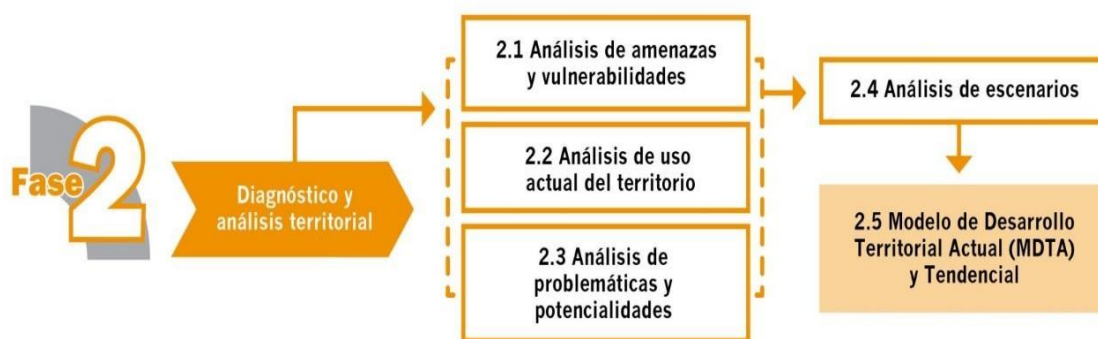 Fase 2
Diagnóstico y
análisis territorial
2.1 Análisis de amenazas
y vulnerabilidades
2.2 Análisis de uso
actual del territorio
2.3 Análisis de
problemáticas y
potencialidades
2.4 Análisis de escenarios
2.5 Modelo de Desarrollo
Territorial Actual (MDTA)
y Tendencial